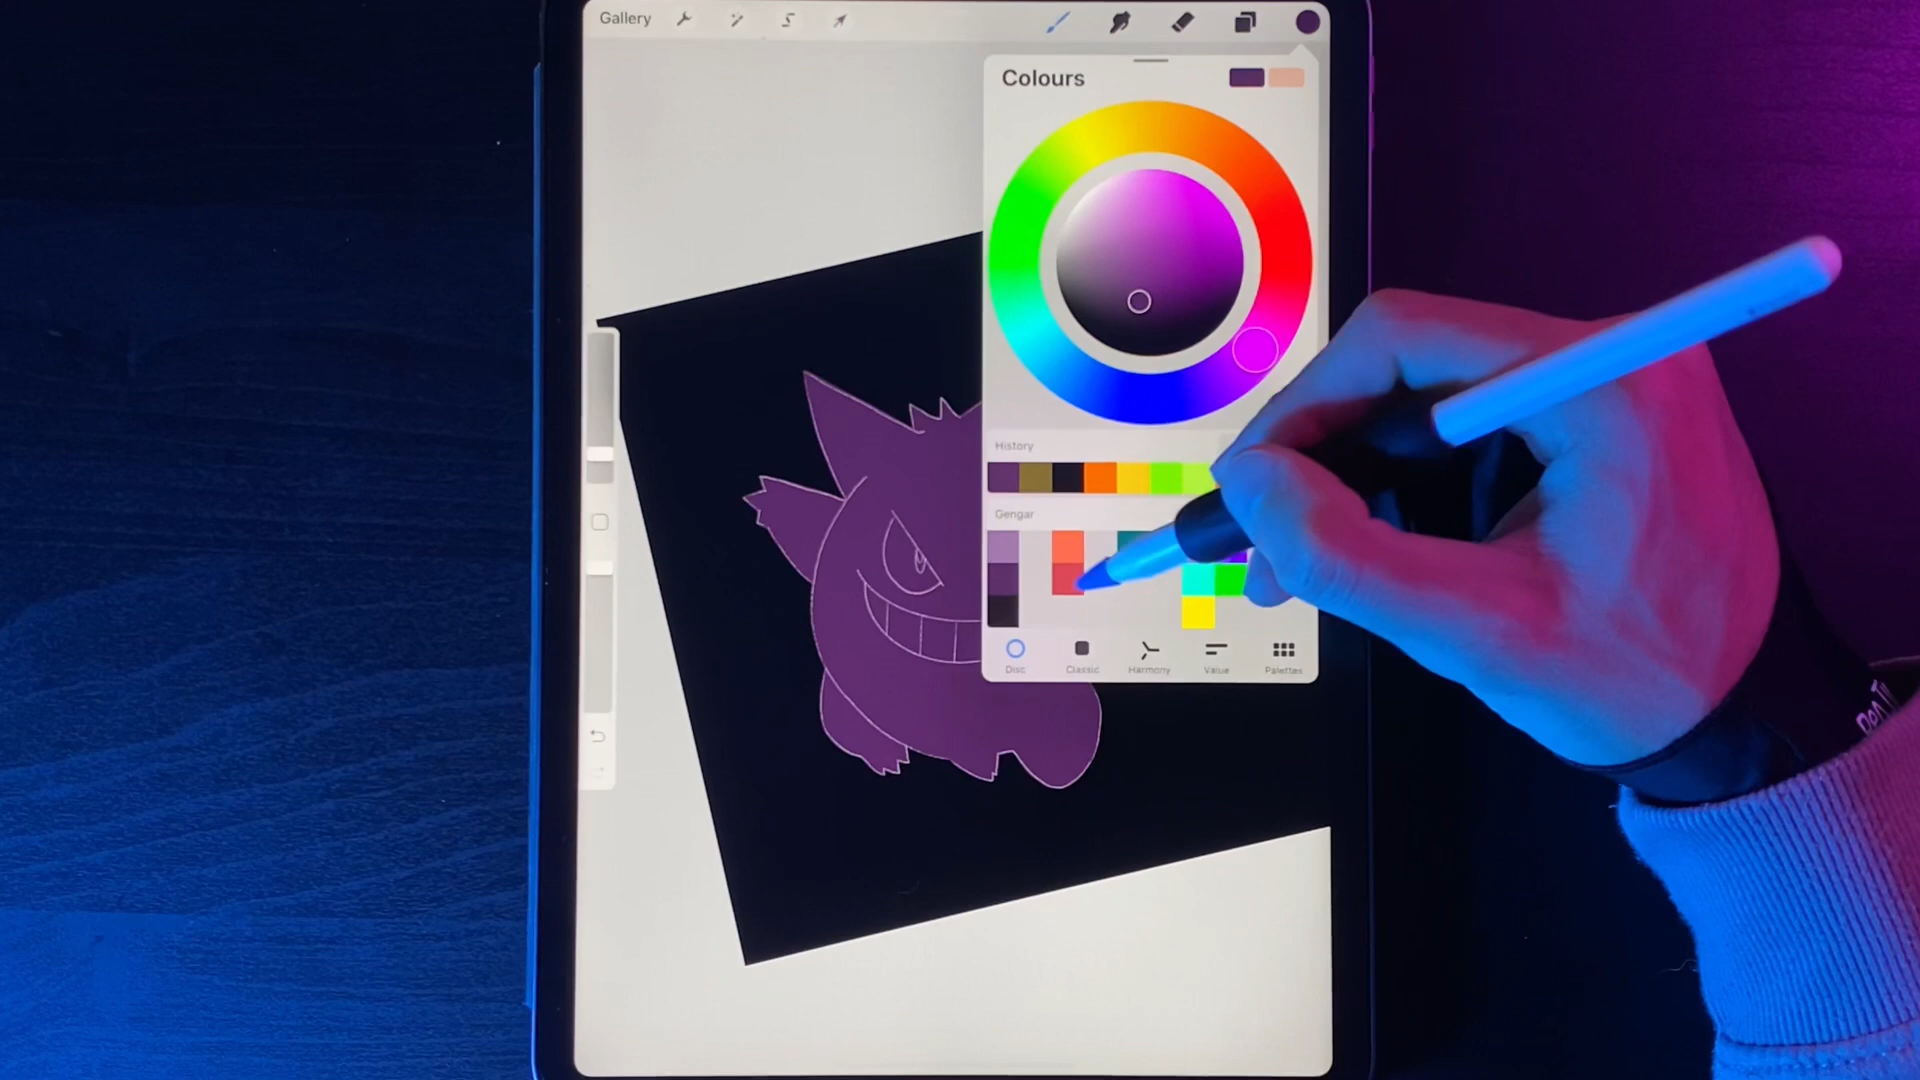 Gallery
Colours
History
Gengar
Disc
Classic
Harmony
Value
Palettes